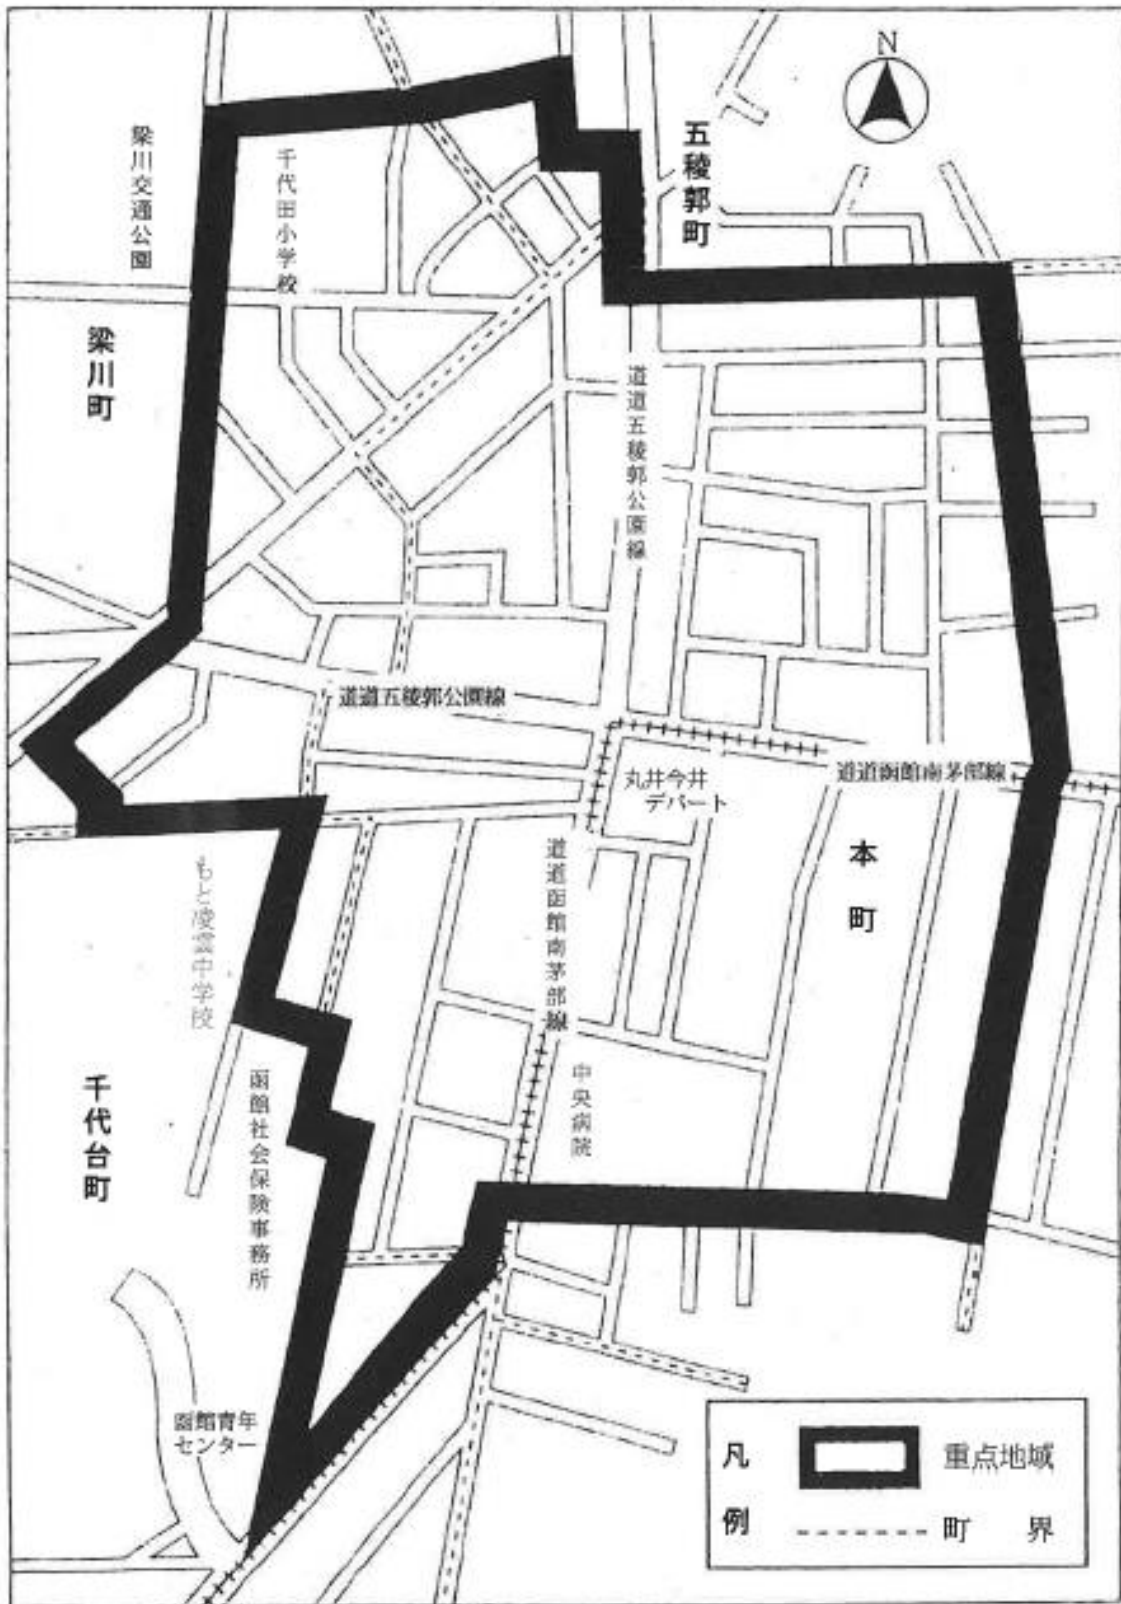 N
五稜郭町
梁川交通公園
千代田小学校
梁川町
道道五稜郭公園線
道道五稜郭公園線
丸井今井
デパート
道道函館南茅部線
本町
道道函館南茅部線
もと凌雲中学校
中央病院
千代台町
函館社会保険事務所
函館青年
センター
凡例
重点地域
町界